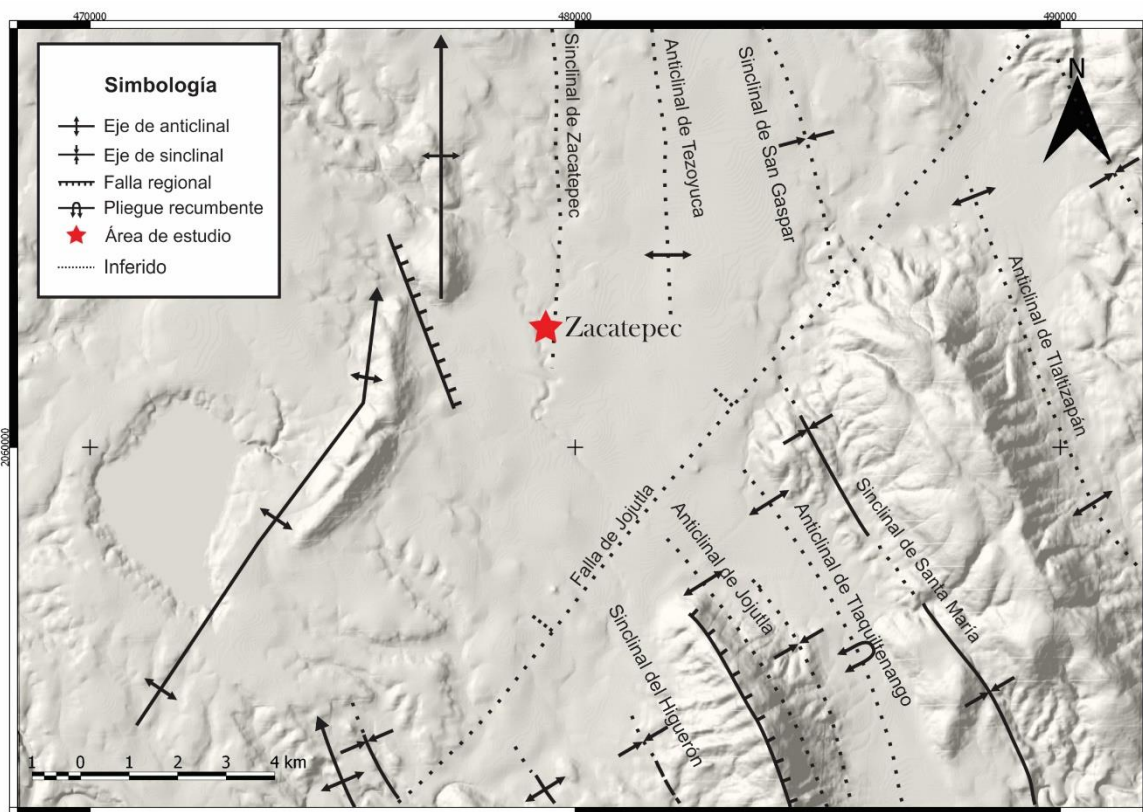 470000
480000
490000
Simbología
Eje de anticlinal
Eje de sinclinal
Falla regional
Pliegue recumbente
Área de estudio
Inferido
Sinclinal de Zacatepec
Anticlinal de Tezoyuca
Sinclinal de San Gaspar
N
Anticlinal de Tlaltizapán
Zacatepec
2060000
Falla de Jojutla
Anticlinal de Jojutla
Anticlinal de Tlaquiltenango
Sinclinal de Santa María
Sinclinal del Higuerón
1 0 1 2 3 4 km